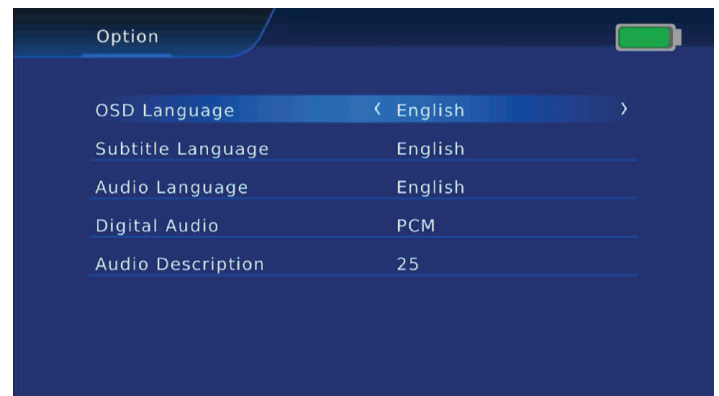 Option
OSD Language < English >
Subtitle Language English
Audio Language English
Digital Audio PCM
Audio Description 25